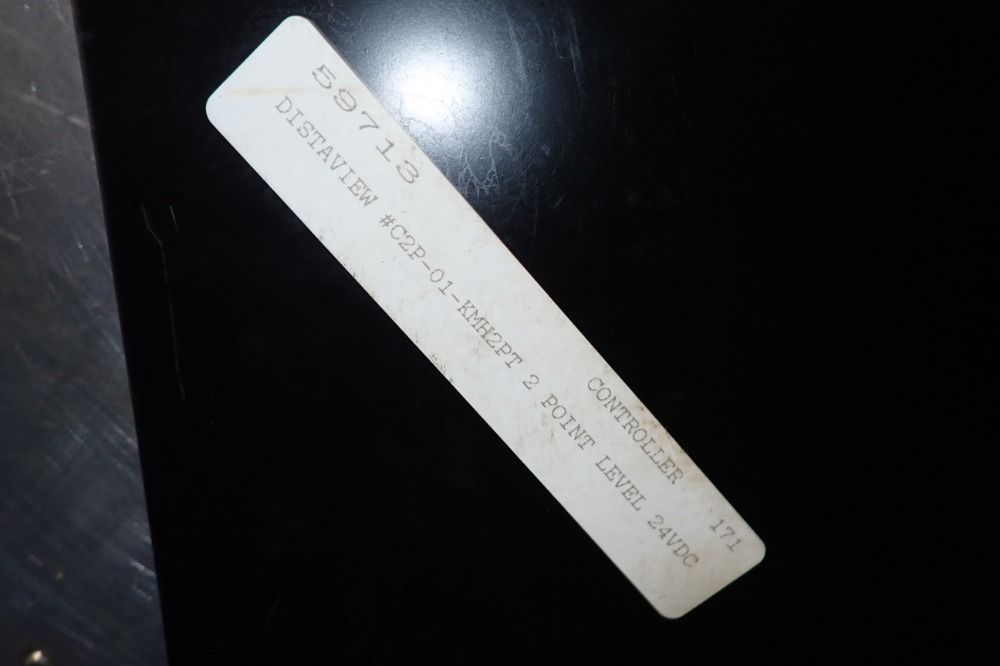 59713 CONTROLLER 171
DISTAVIEW #C2P-01-KMH2PT 2 POINT LEVEL 24VDC